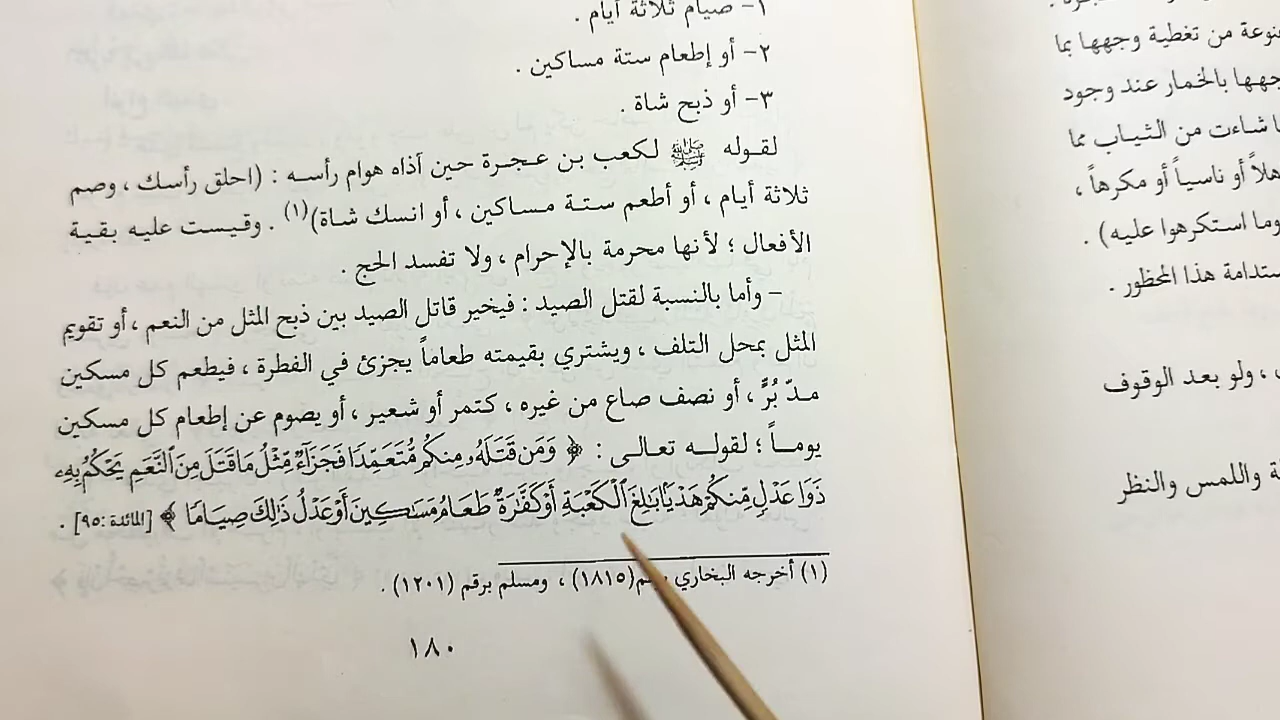 ١- صيام ثلاثة أيام .
٢- أو إطعام ستة مساكين .
٣- أو ذبح شاة .
لقوله ﷺ لكعب بن عجرة حين آذاه هوام رأسه : (احلق رأسك ، وصم
ثلاثة أيام ، أو أطعم ستة مساكين ، أو انسك شاة)(١) . وقيست عليه بقية
الأفعال ؛ لأنها محرمة بالإحرام ، ولا تفسد الحج .
- وأما بالنسبة لقتل الصيد : فيخير قاتل الصيد بين ذبح المثل من النعم ، أو تقويم
المثل بمحل التلف ، ويشتري بقيمته طعاماً يجزئ في الفطرة ، فيطعم كل مسكين
مدّ بُرٍّ ، أو نصف صاع من غيره ، كتمر أو شعير ، أو يصوم عن إطعام كل مسكين
يوماً ؛ لقوله تعالى : ﴿ وَمَن قَتَلَهُۥ مِنكُم مُّتَعَمِّدًا فَجَزَآءٌ مِّثْلُ مَا قَتَلَ مِنَ ٱلنَّعَمِ يَحْكُمُ بِهِۦ
ذَوَا عَدْلٍ مِّنكُمْ هَدْيًۢا بَٰلِغَ ٱلْكَعْبَةِ أَوْ كَفَّٰرَةٌ طَعَامُ مَسَٰكِينَ أَوْ عَدْلُ ذَٰلِكَ صِيَامًا ﴾ [المائدة:٩٥] .
(١) أخرجه البخاري (١٨١٥) ، ومسلم برقم (١٢٠١) .
١٨٠
من تغطية وجهها بما
بالخمار عند وجود
شاءت من الثياب مما
أو ناسياً أو مكرهاً ،
وما استكرهوا عليه) .
هذا المحظور .
، ولو بعد الوقوف
واللمس والنظر